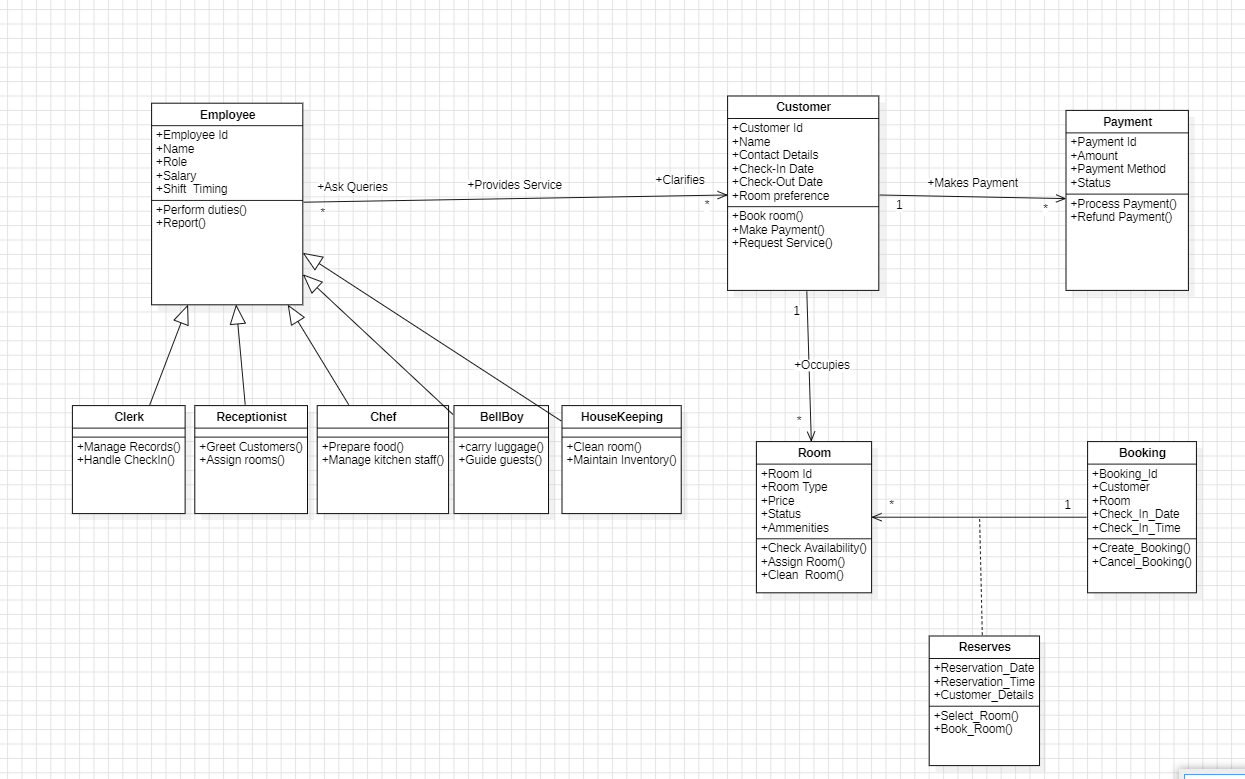 Employee
+Employee Id
+Name
+Role
+Salary
+Shift  Timing
+Perform duties()
+Report()
+Ask Queries
*
+Provides Service
+Clarifies
*
Customer
+Customer Id
+Name
+Contact Details
+Check-In Date
+Check-Out Date
+Room preference
+Book room()
+Make Payment()
+Request Service()
+Makes Payment
1
*
Payment
+Payment Id
+Amount
+Payment Method
+Status
+Process Payment()
+Refund Payment()
1
+Occupies
*
Clerk
+Manage Records()
+Handle CheckIn()
Receptionist
+Greet Customers()
+Assign rooms()
Chef
+Prepare food()
+Manage kitchen staff()
BellBoy
+carry luggage()
+Guide guests()
HouseKeeping
+Clean room()
+Maintain Inventory()
Room
+Room Id
+Room Type
+Price
+Status
+Ammenities
+Check Availability()
+Assign Room()
+Clean  Room()
*
1
Booking
+Booking_Id
+Customer
+Room
+Check_In_Date
+Check_In_Time
+Create_Booking()
+Cancel_Booking()
Reserves
+Reservation_Date
+Reservation_Time
+Customer_Details
+Select_Room()
+Book_Room()